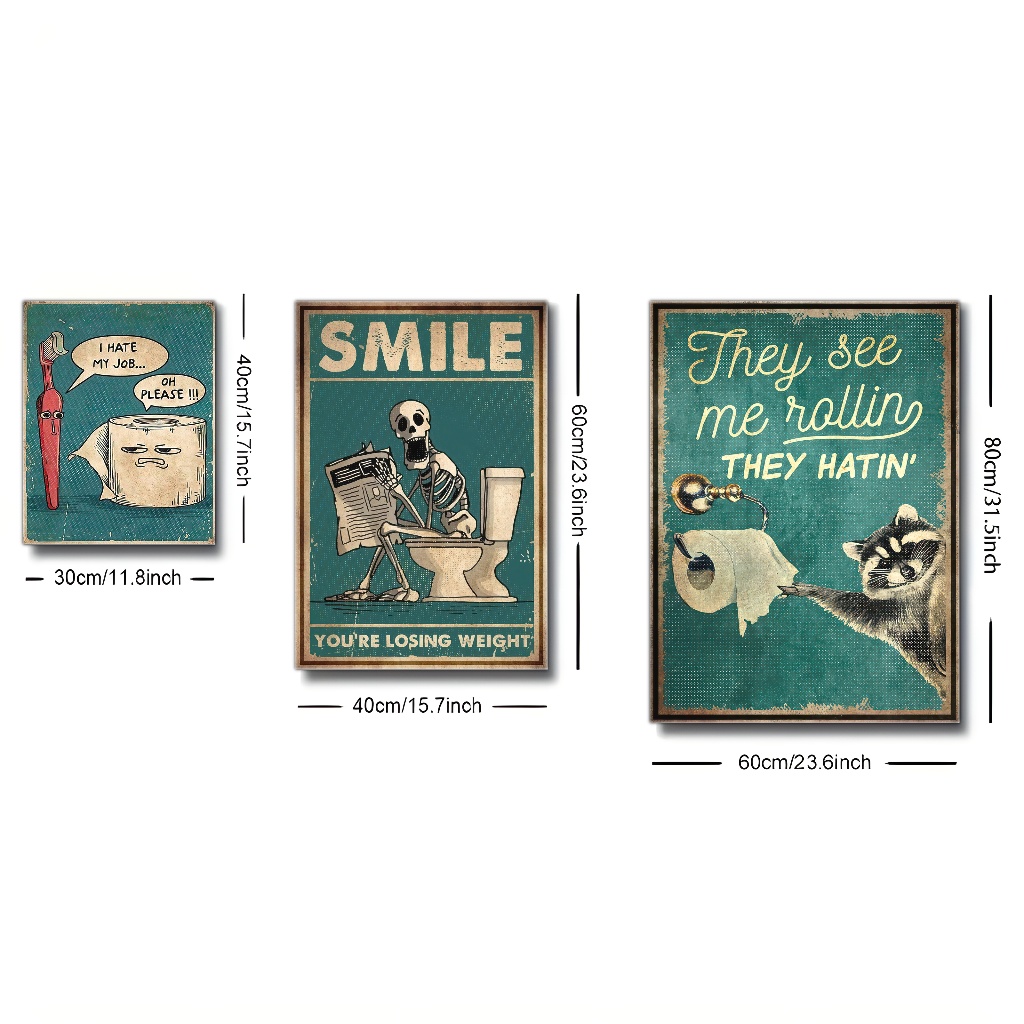 I HATE
MY JOB...
OH
PLEASE !!!
40cm/15.7inch
30cm/11.8inch
SMILE
YOU'RE LOSING WEIGHT
60cm/23.6inch
40cm/15.7inch
They see
me rollin
THEY HATIN'
80cm/31.5inch
60cm/23.6inch